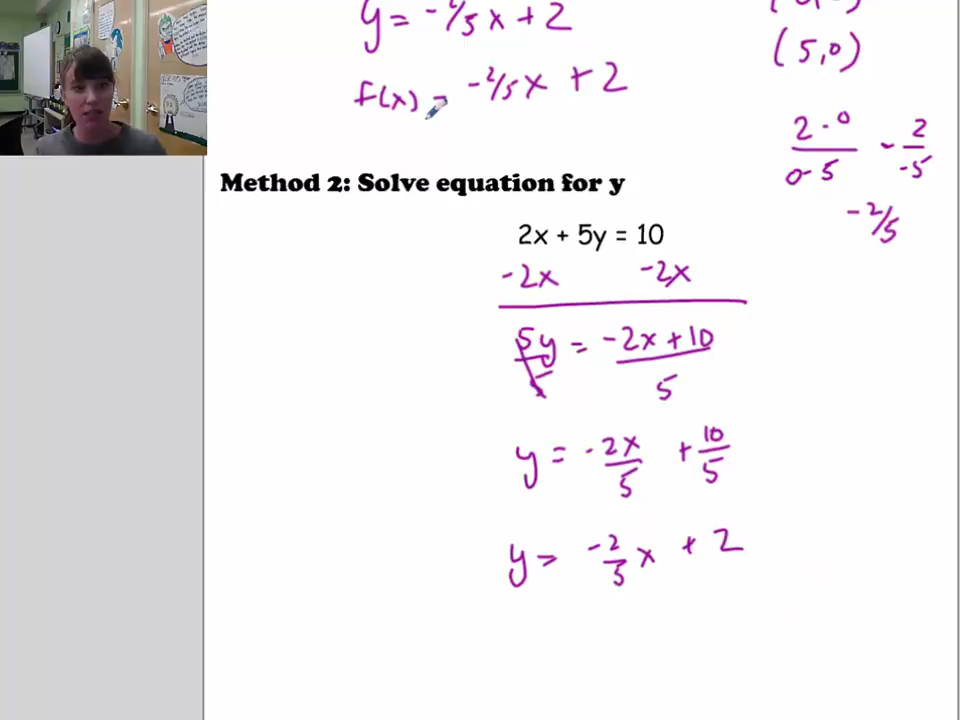 y = -2/5 x + 2
(5,0)
f(x) = -2/5 x + 2
2 - 0 / 0 - 5 - 2 / -5
-2/5
Method 2: Solve equation for y
2x + 5y = 10
-2x -2x
5y / 5 = -2x + 10 / 5
y = -2x / 5 + 10 / 5
y = -2/5 x + 2